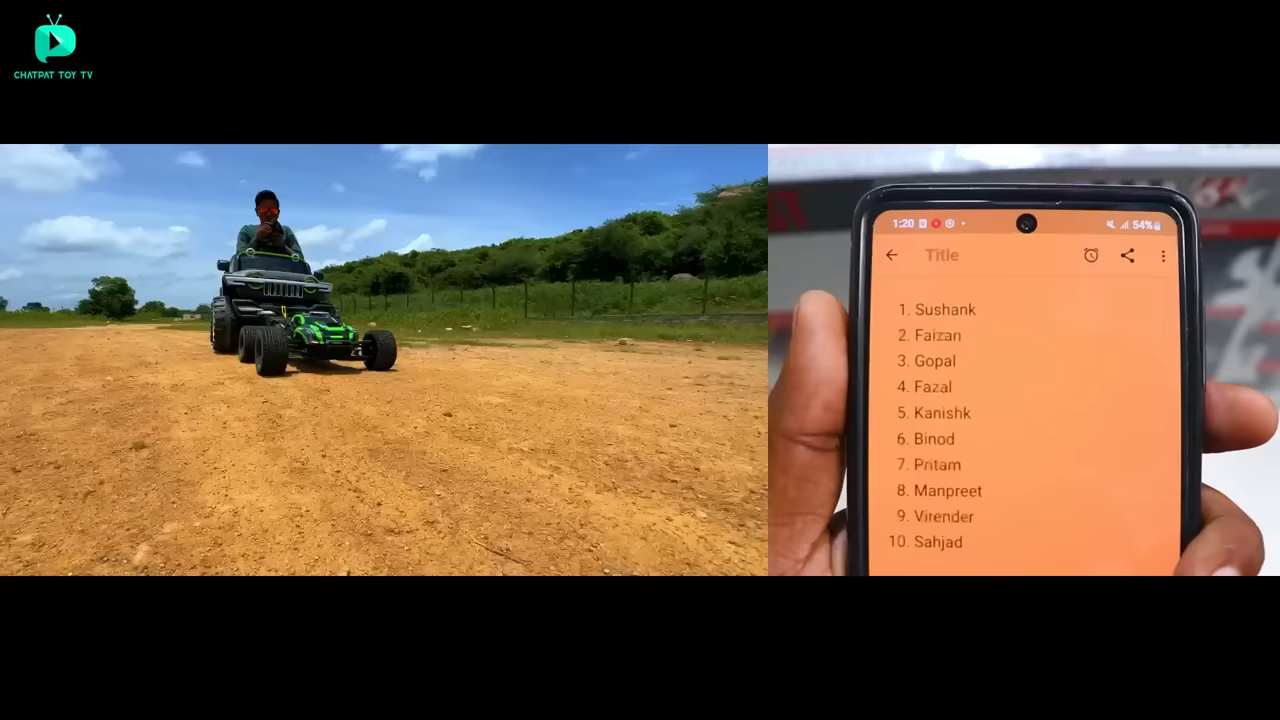 CHATPAT TOY TV
1:20 54%
Title
1. Sushank
2. Faizan
3. Gopal
4. Fazal
5. Kanishk
6. Binod
7. Pritam
8. Manpreet
9. Virender
10. Sahjad